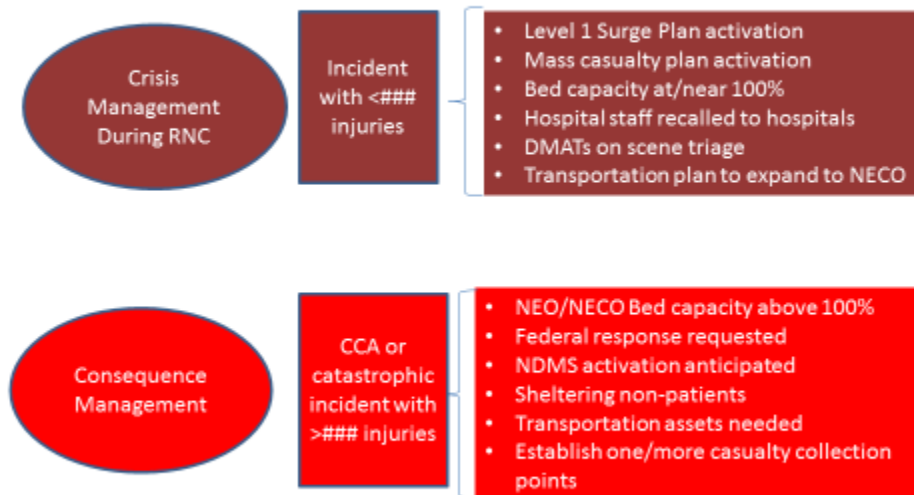 Crisis
Management
During RNC
Incident
with <###
injuries
• Level 1 Surge Plan activation
• Mass casualty plan activation
• Bed capacity at/near 100%
• Hospital staff recalled to hospitals
• DMATs on scene triage
• Transportation plan to expand to NECO
Consequence
Management
CCA or
catastrophic
incident with
>### injuries
• NEO/NECO Bed capacity above 100%
• Federal response requested
• NDMS activation anticipated
• Sheltering non-patients
• Transportation assets needed
• Establish one/more casualty collection
points